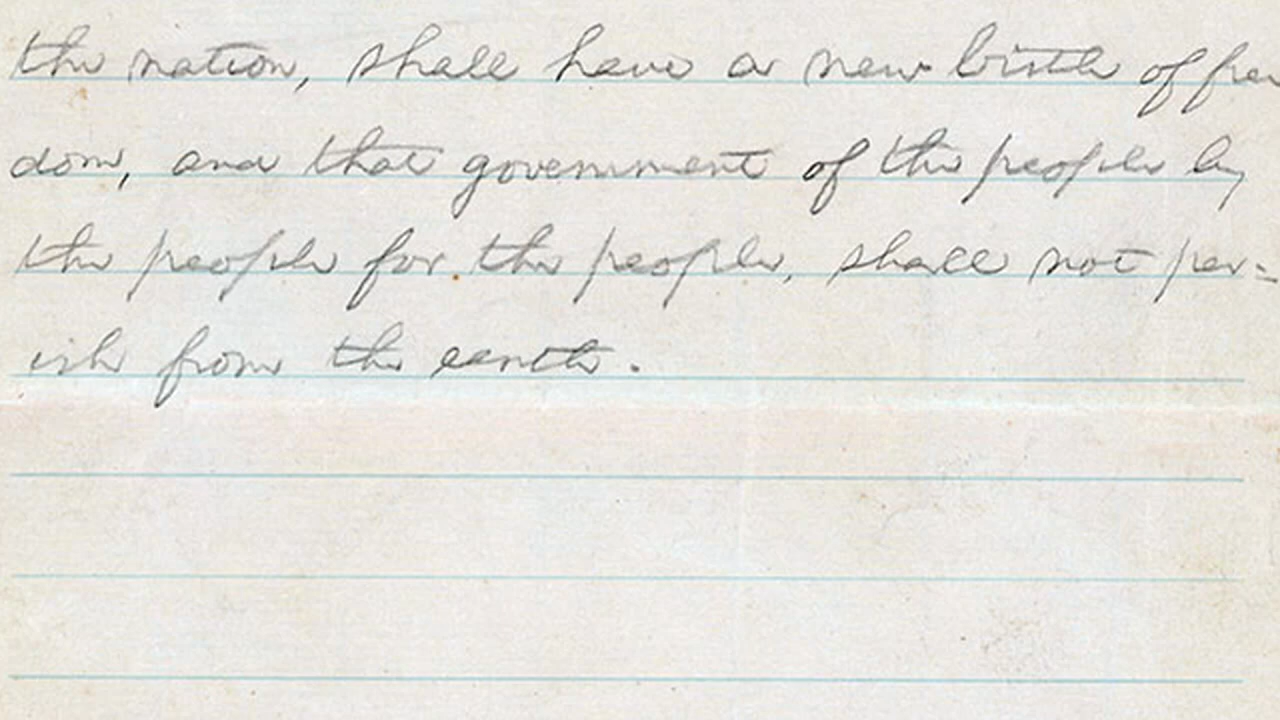 the nation, shall have a new birth of free
dom, and that government of the people by
the people for the people, shall not per=
ish from the earth.